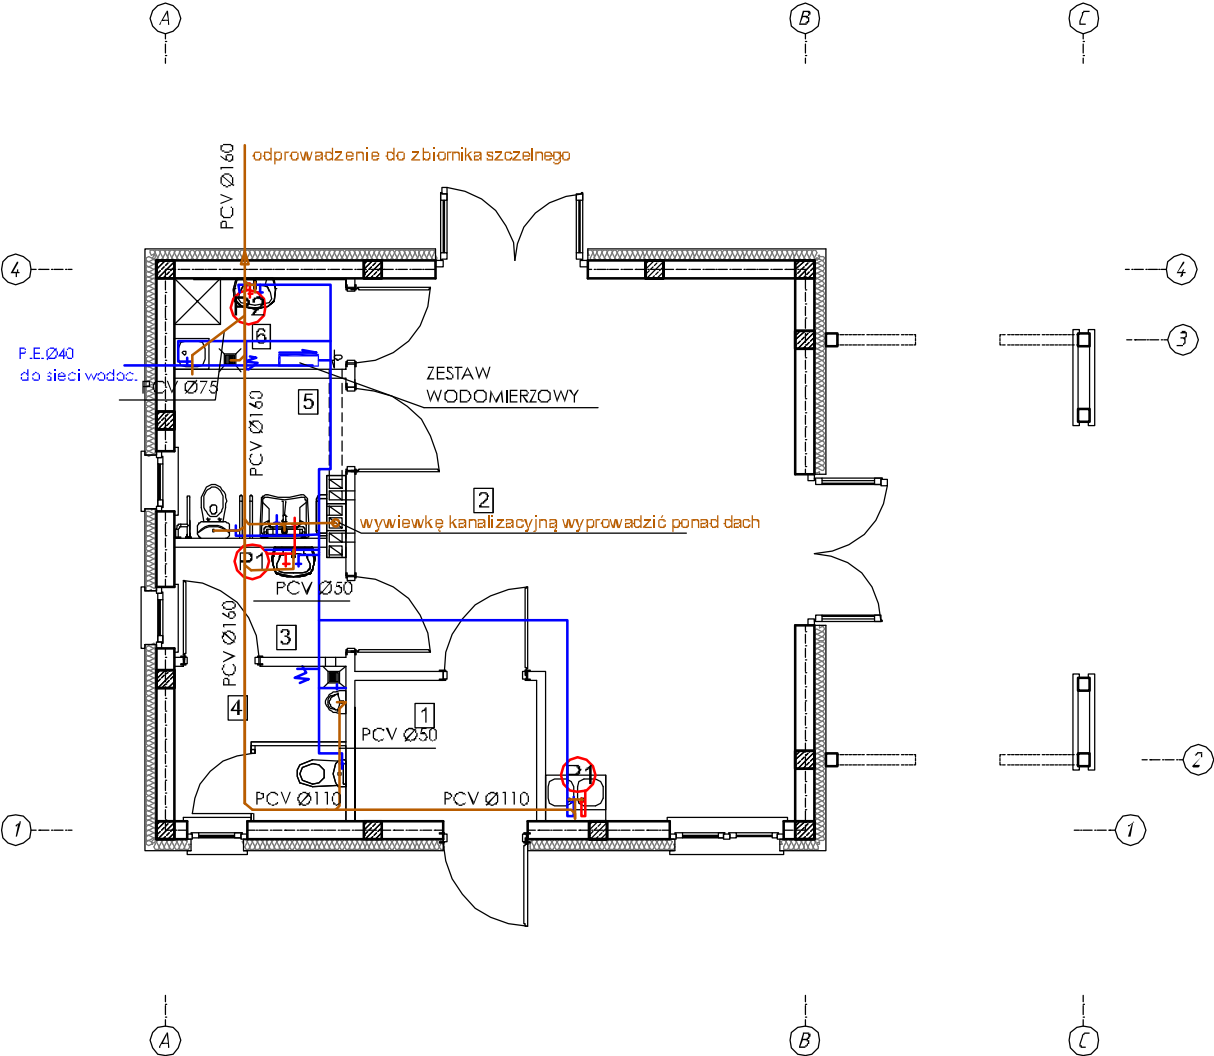 A
B
C
PCV Ø160
odprowadzenie do zbiornika szczelnego
4
4
3
P2
6
P.E.Ø40
do sieci wodoc.
PCV Ø75
ZESTAW
WODOMIERZOWY
5
PCV Ø160
2
wywiewkę kanalizacyjną wyprowadzić ponad dach
P1
PCV Ø50
PCV Ø160
3
4
1
PCV Ø50
2
P1
PCV Ø110
PCV Ø110
1
1
A
B
C